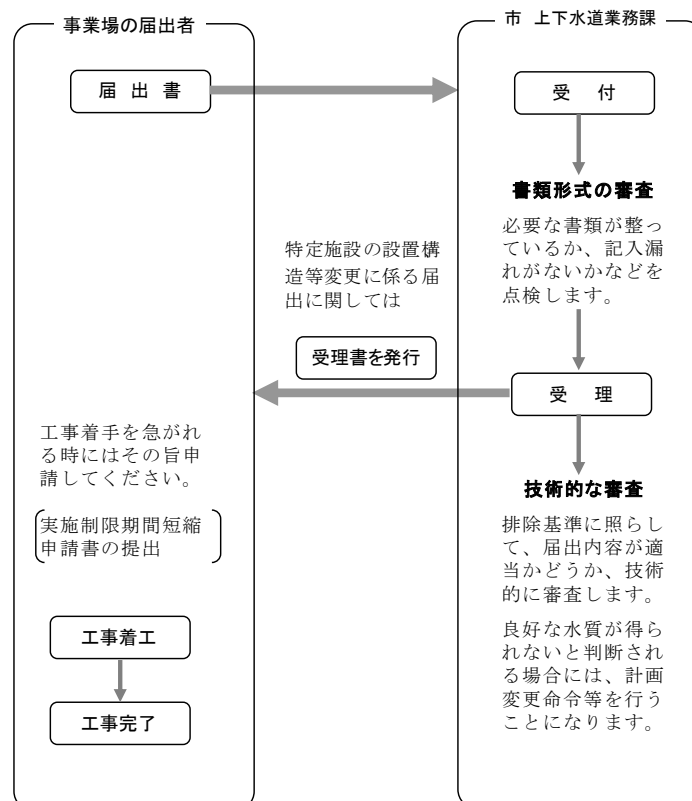 事業場の届出者
市 上下水道業務課
届 出 書
受 付
書類形式の審査
必要な書類が整っ
ているか、記入漏
れがないかなどを
点検します。
特定施設の設置構
造等変更に係る届
出に関しては
受理書を発行
受 理
工事着手を急がれ
る時にはその旨申
請してください。
実施制限期間短縮
申請書の提出
技術的な審査
排除基準に照らし
て、届出内容が適
当かどうか、技術
的に審査します。
良好な水質が得ら
れないと判断され
る場合には、計画
変更命令等を行う
ことになります。
工事着工
工事完了